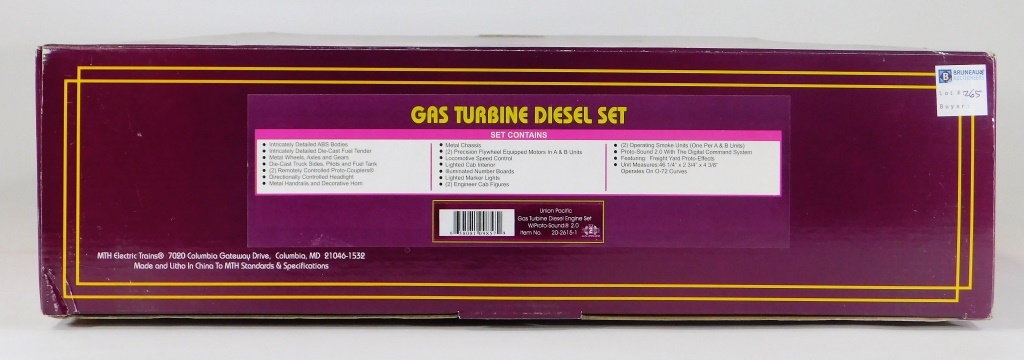 GAS TURBINE DIESEL SET
SET CONTAINS
Intricately Detailed ABS Bodies
Intricately Detailed Die-Cast Fuel Tender
Metal Wheels, Axles and Gears
Die-Cast Truck Sides, Pilots and Fuel Tank
(2) Remotely Controlled Proto-Couplers®
Directionally Controlled Headlight
Metal Handrails and Decorative Horn
Metal Chassis
(2) Precision Flywheel Equipped Motors in A & B Units
Locomotive Speed Control
Lighted Cab Interior
Illuminated Number Boards
Lighted Marker Lights
(2) Engineer Cab Figures
(2) Operating Smoke Units (One Per A & B Units)
Proto-Sound 2.0 With The Digital Command System
Featuring: Freight Yard Proto-Effects
Unit Measures:46 1/4" x 2 3/4" x 4 3/8"
Operates On O-72 Curves
Union Pacific
Gas Turbine Diesel Engine Set
W/Proto-Sound® 2.0
Item No. 20-2615-1
MTH Electric Trains® 7020 Columbia Gateway Drive, Columbia, MD 21046-1532
Made and Litho In China To MTH Standards & Specifications
B BRUNEAU&
Lot # 265
Buyer